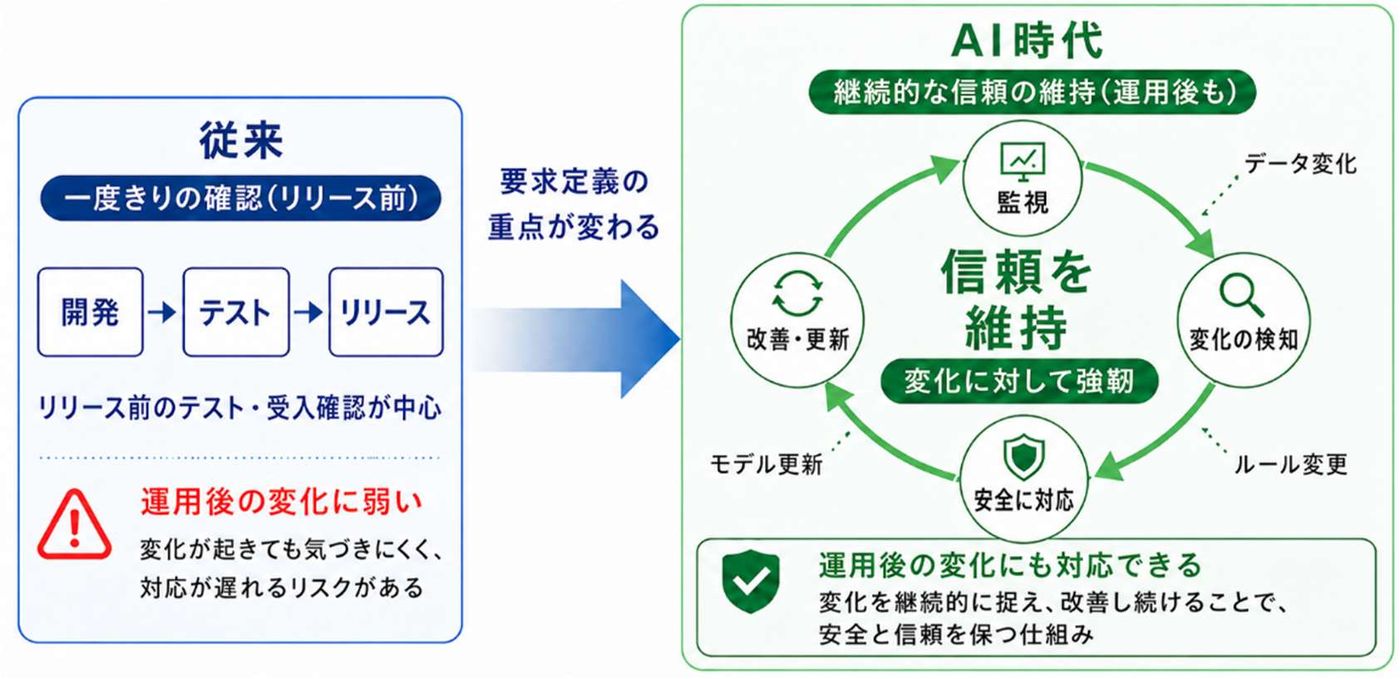 従来
一度きりの確認(リリース前)
開発
テスト
リリース
リリース前のテスト・受入確認が中心
運用後の変化に弱い
変化が起きても気づきにくく、
対応が遅れるリスクがある
要求定義の
重点が変わる
AI時代
継続的な信頼の維持(運用後も)
監視
データ変化
変化の検知
ルール変更
安全に対応
モデル更新
改善・更新
信頼を
維持
変化に対して強靭
運用後の変化にも対応できる
変化を継続的に捉え、改善し続けることで、
安全と信頼を保つ仕組み